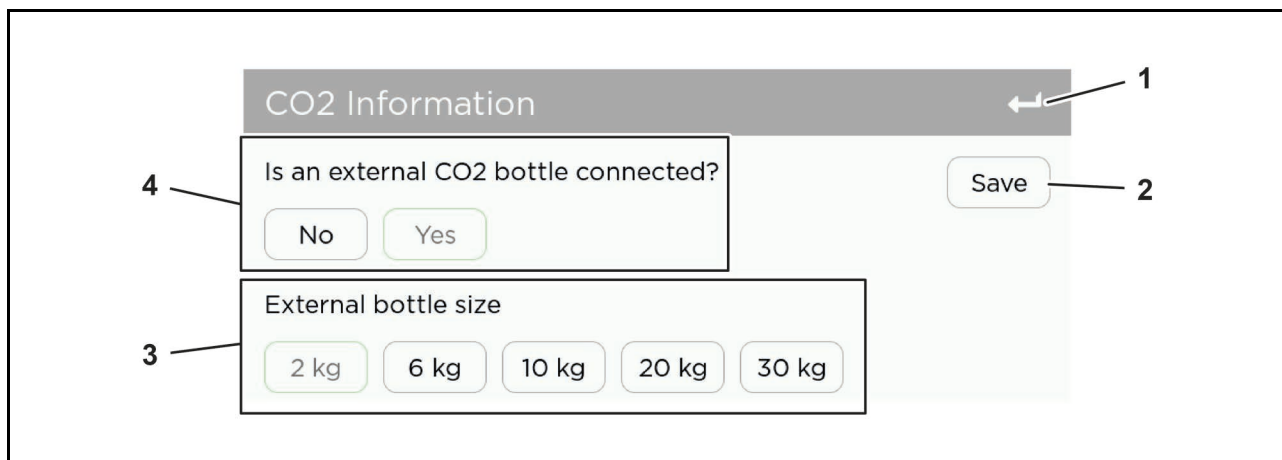 CO2 Information
1
Is an external CO2 bottle connected?
Save
2
4
No Yes
External bottle size
3
2 kg 6 kg 10 kg 20 kg 30 kg